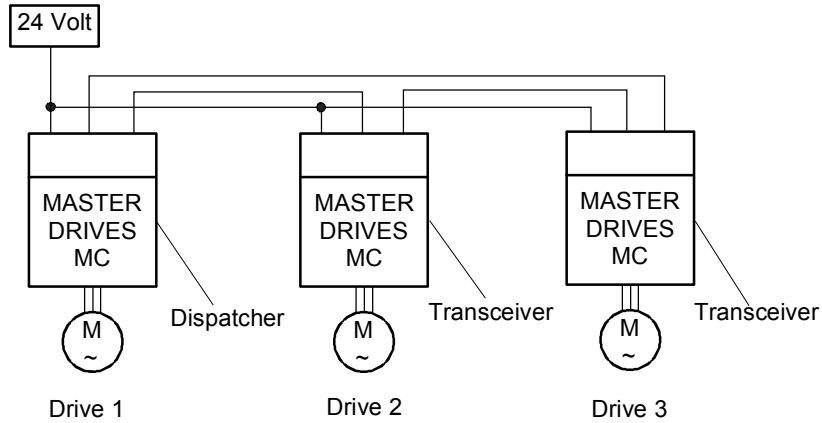 24 Volt
MASTER
DRIVES
MC
MASTER
DRIVES
MC
MASTER
DRIVES
MC
Dispatcher
Transceiver
Transceiver
M
~
M
~
M
~
Drive 1
Drive 2
Drive 3